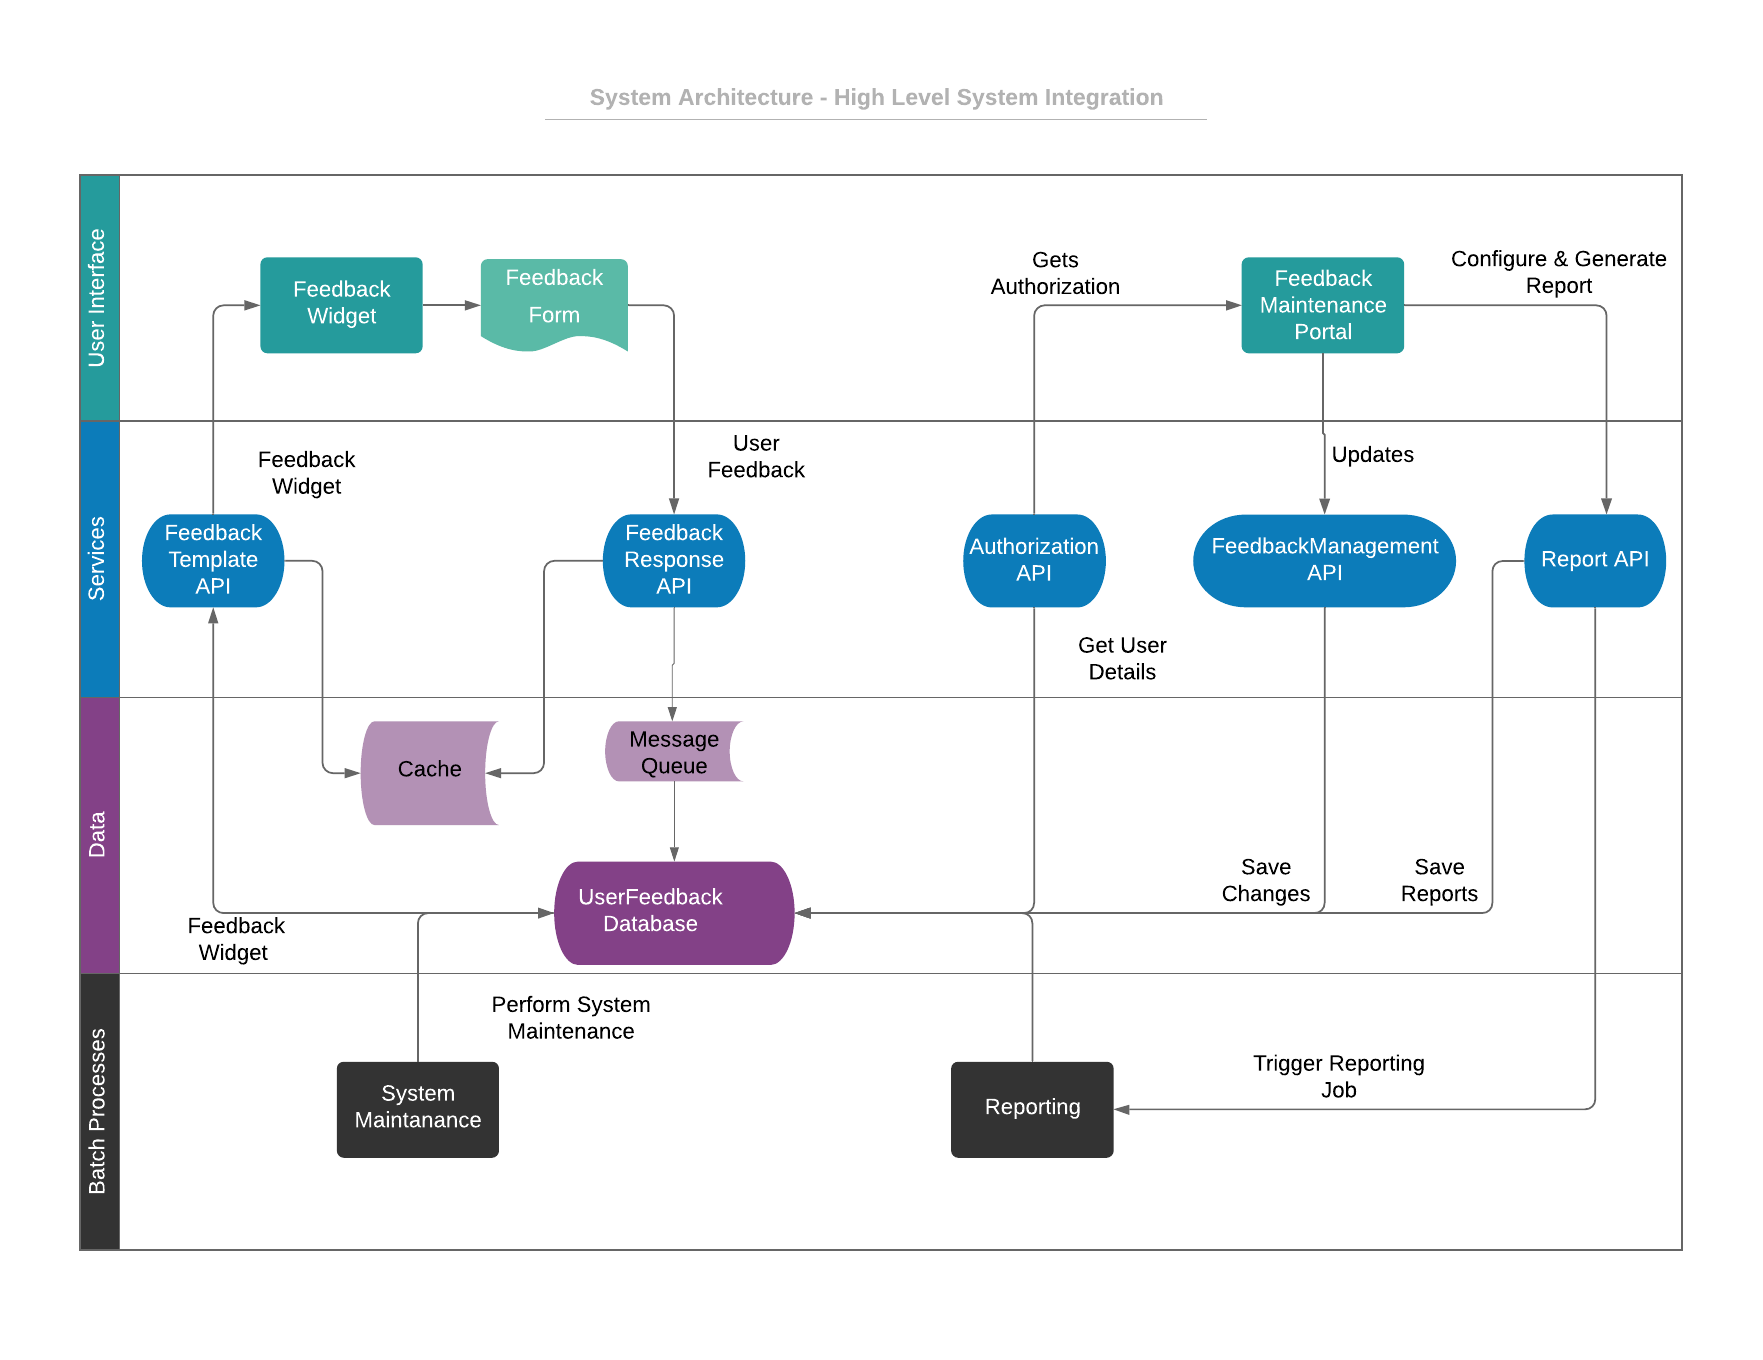 System Architecture - High Level System Integration
User Interface
Feedback
Widget
Feedback
Form
Gets
Authorization
Feedback
Maintenance
Portal
Configure & Generate
Report
Services
Feedback
Widget
User
Feedback
Updates
Feedback
Template
API
Feedback
Response
API
Authorization
API
FeedbackManagement
API
Report API
Get User
Details
Data
Cache
Message
Queue
UserFeedback
Database
Save
Changes
Save
Reports
Feedback
Widget
Batch Processes
Perform System
Maintenance
System
Maintanance
Reporting
Trigger Reporting
Job